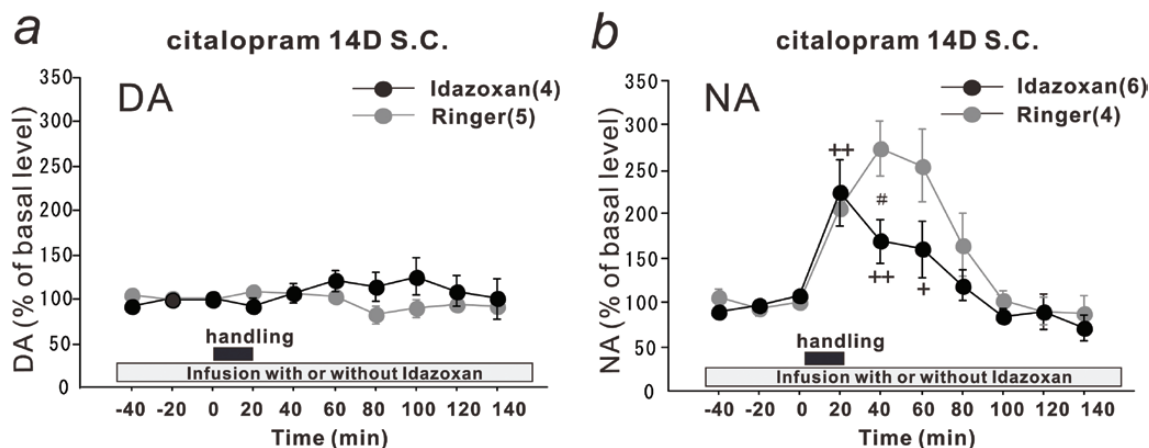 a
citalopram 14D S.C.
DA
Idazoxan(4)
Ringer(5)
DA (% of basal level)
350
300
250
200
150
100
50
0
handling
Infusion with or without Idazoxan
-40 -20 0 20 40 60 80 100 120 140
Time (min)
b
citalopram 14D S.C.
NA
Idazoxan(6)
Ringer(4)
NA (% of basal level)
350
300
250
200
150
100
50
0
++
#
++
+
handling
Infusion with or without Idazoxan
-40 -20 0 20 40 60 80 100 120 140
Time (min)